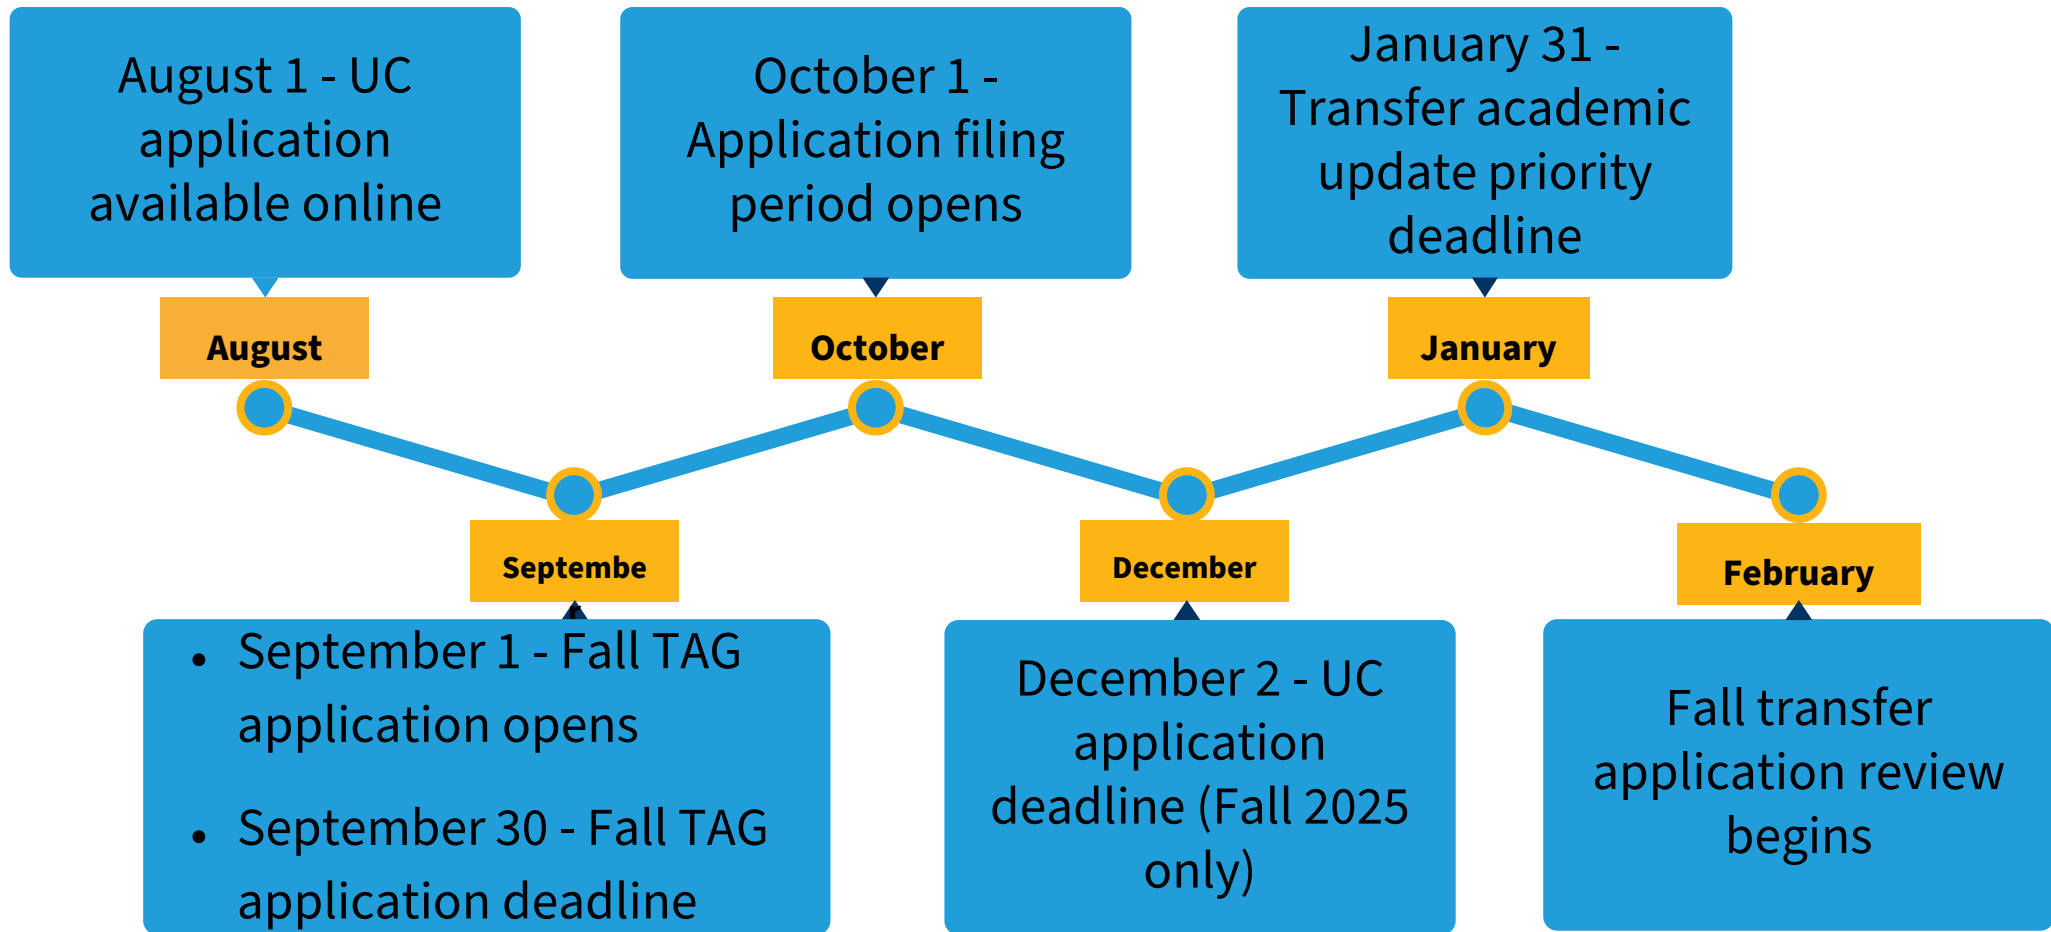 August 1 - UC
application
available online
August
September 1 - Fall TAG
application opens
September 30 - Fall TAG
application deadline
Septembe
r
October 1 -
Application filing
period opens
October
December
December 2 - UC
application
deadline (Fall 2025
only)
January 31 -
Transfer academic
update priority
deadline
January
February
Fall transfer
application review
begins